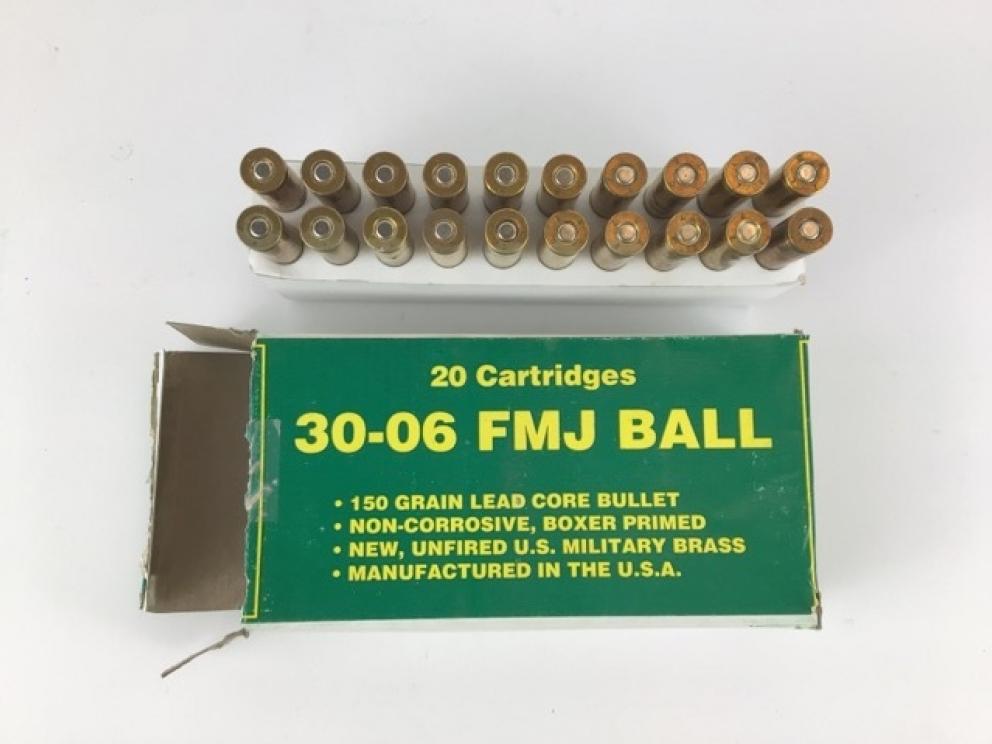 20 Cartridges
30-06 FMJ BALL
• 150 GRAIN LEAD CORE BULLET
• NON-CORROSIVE, BOXER PRIMED
• NEW, UNFIRED U.S. MILITARY BRASS
• MANUFACTURED IN THE U.S.A.